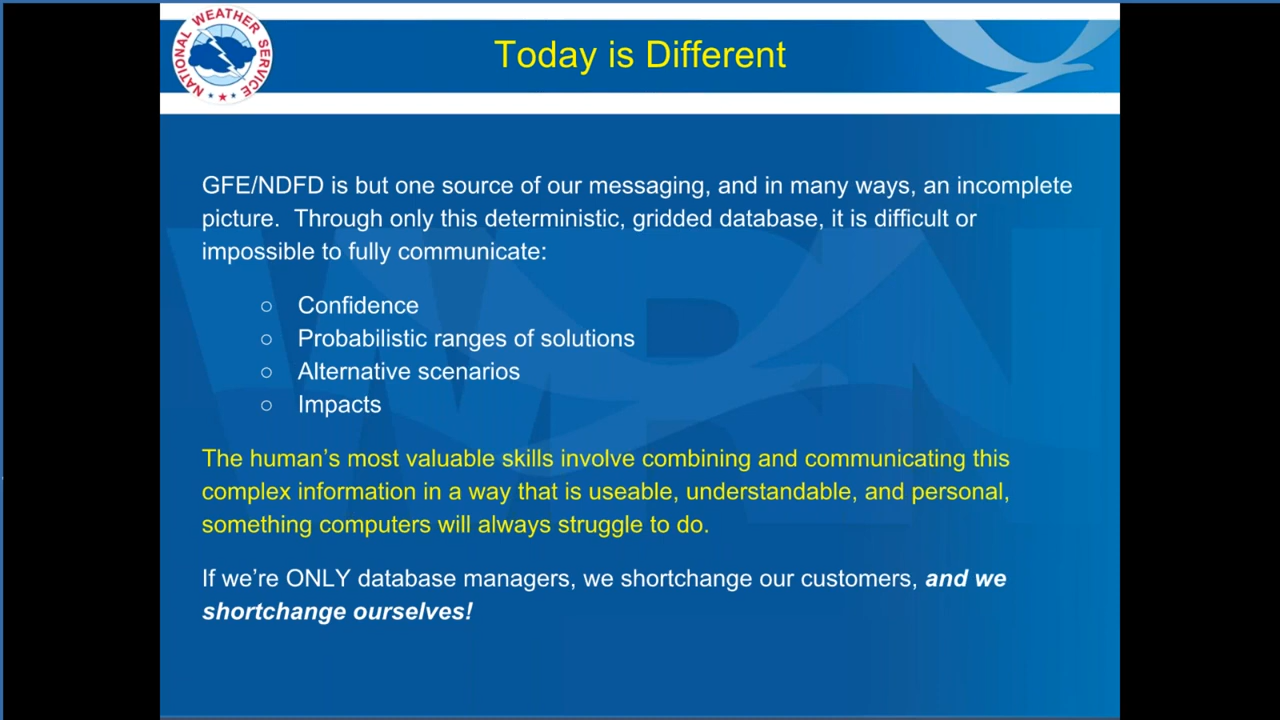 NATIONAL WEATHER SERVICE
Today is Different
GFE/NDFD is but one source of our messaging, and in many ways, an incomplete
picture.  Through only this deterministic, gridded database, it is difficult or
impossible to fully communicate:
○ Confidence
○ Probabilistic ranges of solutions
○ Alternative scenarios
○ Impacts
The human’s most valuable skills involve combining and communicating this
complex information in a way that is useable, understandable, and personal,
something computers will always struggle to do.
If we’re ONLY database managers, we shortchange our customers, and we
shortchange ourselves!
WRN